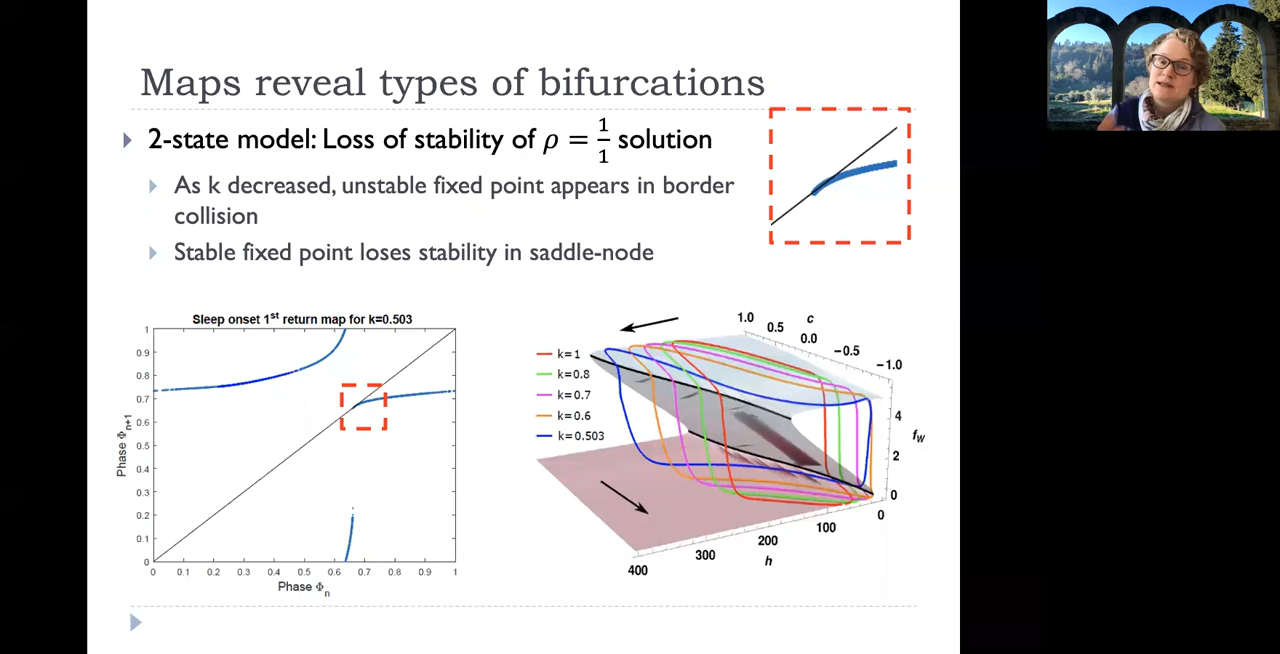 Maps reveal types of bifurcations
2-state model: Loss of stability of ρ = 1/1 solution
As k decreased, unstable fixed point appears in border
collision
Stable fixed point loses stability in saddle-node
Sleep onset 1st return map for k=0.503
1
0.9
0.8
0.7
0.6
0.5
0.4
0.3
0.2
0.1
0
Phase Φn+1
0 0.1 0.2 0.3 0.4 0.5 0.6 0.7 0.8 0.9 1
Phase Φn
k=1
k=0.8
k=0.7
k=0.6
k=0.503
1.0 0.5 0.0 −0.5 −1.0
c
4
2
0
fW
400 300 200 100 0
h